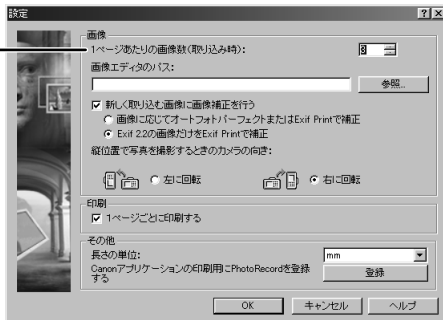 設定
画像
1ページあたりの画像数(取り込み時): 8
画像エディタのパス:
参照...
新しく取り込む画像に画像補正を行う
画像に応じてオートフォトパーフェクトまたはExif Printで補正
Exif 2.2の画像だけをExif Printで補正
縦位置で写真を撮影するときのカメラの向き:
左に回転 右に回転
印刷
1ページごとに印刷する
その他
長さの単位: mm
Canonアプリケーションの印刷用にPhotoRecordを登録
する
登録
OK キャンセル ヘルプ